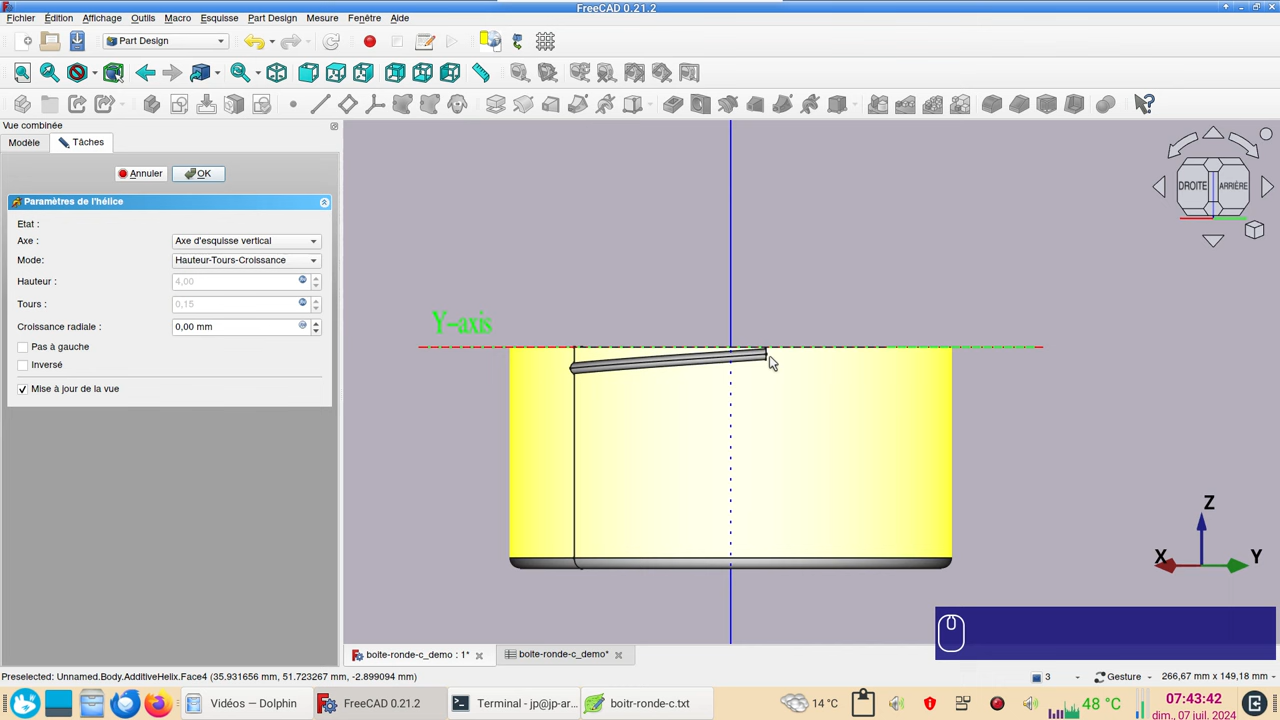 FreeCAD 0.21.2
Fichier Édition Affichage Outils Macro Esquisse Part Design Mesure Fenêtre Aide
Part Design
Vue combinée
Modèle Tâches
Annuler OK
Paramètres de l'hélice
Etat :
Axe : Axe d'esquisse vertical
Mode: Hauteur-Tours-Croissance
Hauteur : 4,00
Tours : 0,15
Croissance radiale : 0,00 mm
Pas à gauche
Inversé
Mise à jour de la vue
DROITE ARRIÈRE
Y-axis
Z
X Y
boite-ronde-c_demo : 1* boite-ronde-c_demo*
Preselected: Unnamed.Body.AdditiveHelix.Face4 (35.931656 mm, 51.723267 mm, -2.899094 mm) 3 Gesture 266,67 mm x 149,18 mm
Vidéos — Dolphin FreeCAD 0.21.2 Terminal - jp@jp-ar... boitr-ronde-c.txt 14 °C 48 °C 07:43:42
dim., 07 juil. 2024